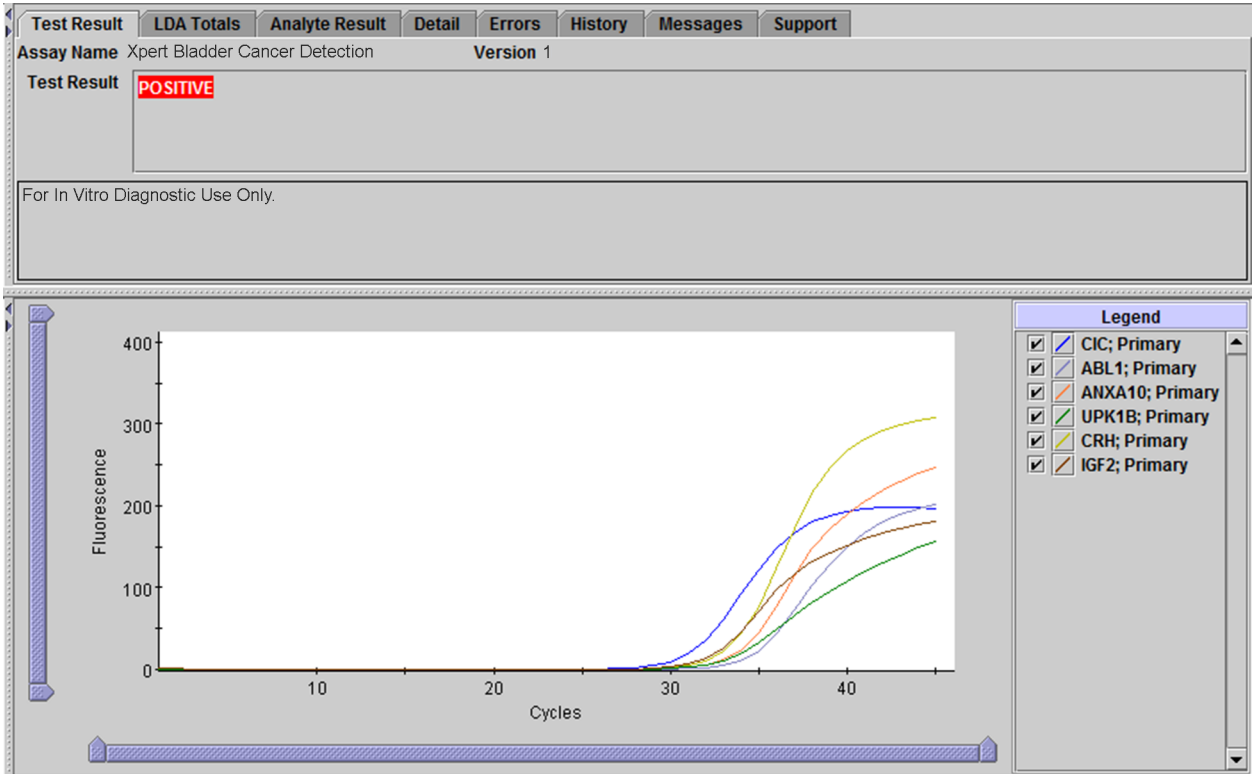 Test Result LDA Totals Analyte Result Detail Errors History Messages Support
Assay Name Xpert Bladder Cancer Detection Version 1
Test Result POSITIVE
For In Vitro Diagnostic Use Only.
400
300
200
100
0
Fluorescence
10 20 30 40
Cycles
Legend
CIC; Primary
ABL1; Primary
ANXA10; Primary
UPK1B; Primary
CRH; Primary
IGF2; Primary